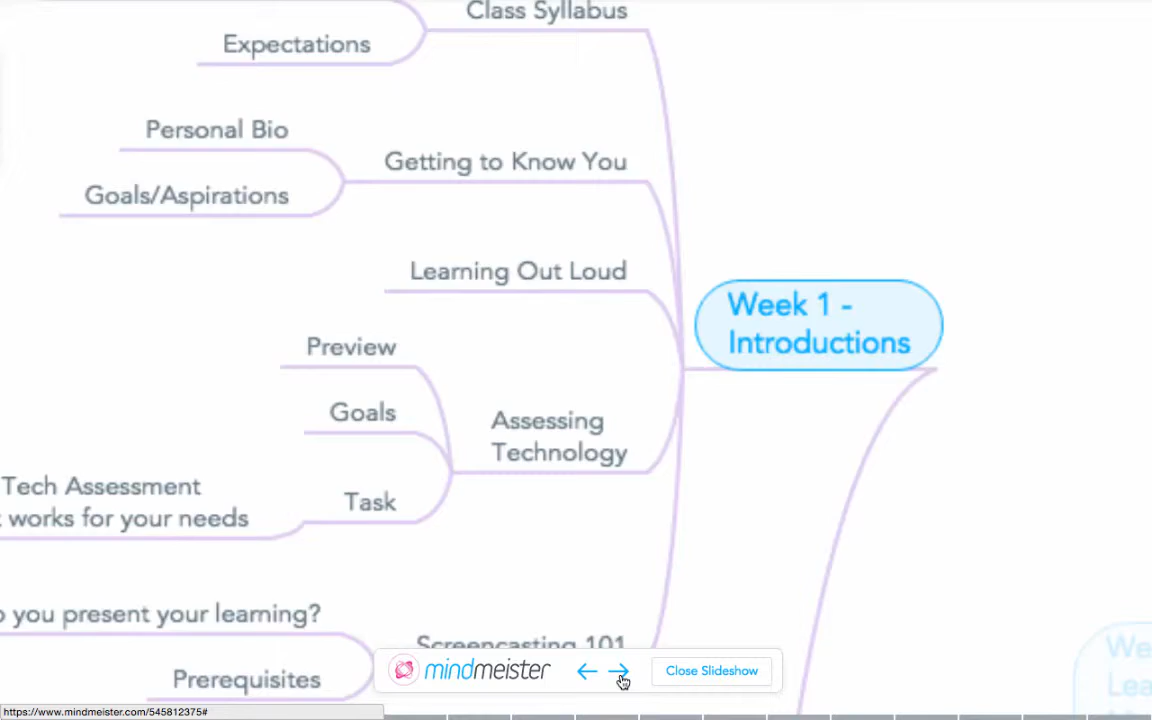 Class Syllabus
Expectations
Personal Bio
Getting to Know You
Goals/Aspirations
Learning Out Loud
Week 1 -
Introductions
Preview
Goals
Assessing
Technology
Tech Assessment
works for your needs
Task
you present your learning?
Screencasting 101
Prerequisites
mindmeister
Close Slideshow
https://www.mindmeister.com/545812375#